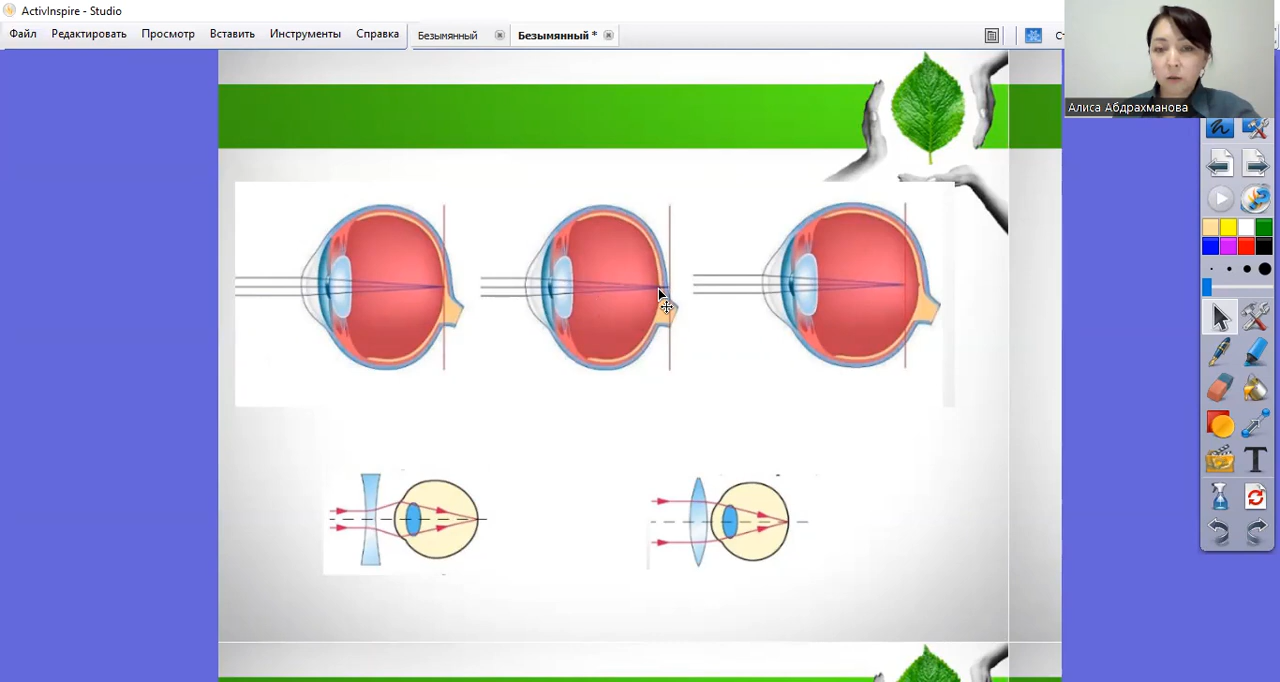 ActivInspire - Studio
Файл Редактировать Просмотр Вставить Инструменты Справка
Безымянный Безымянный *
Алиса Абдрахманова
T